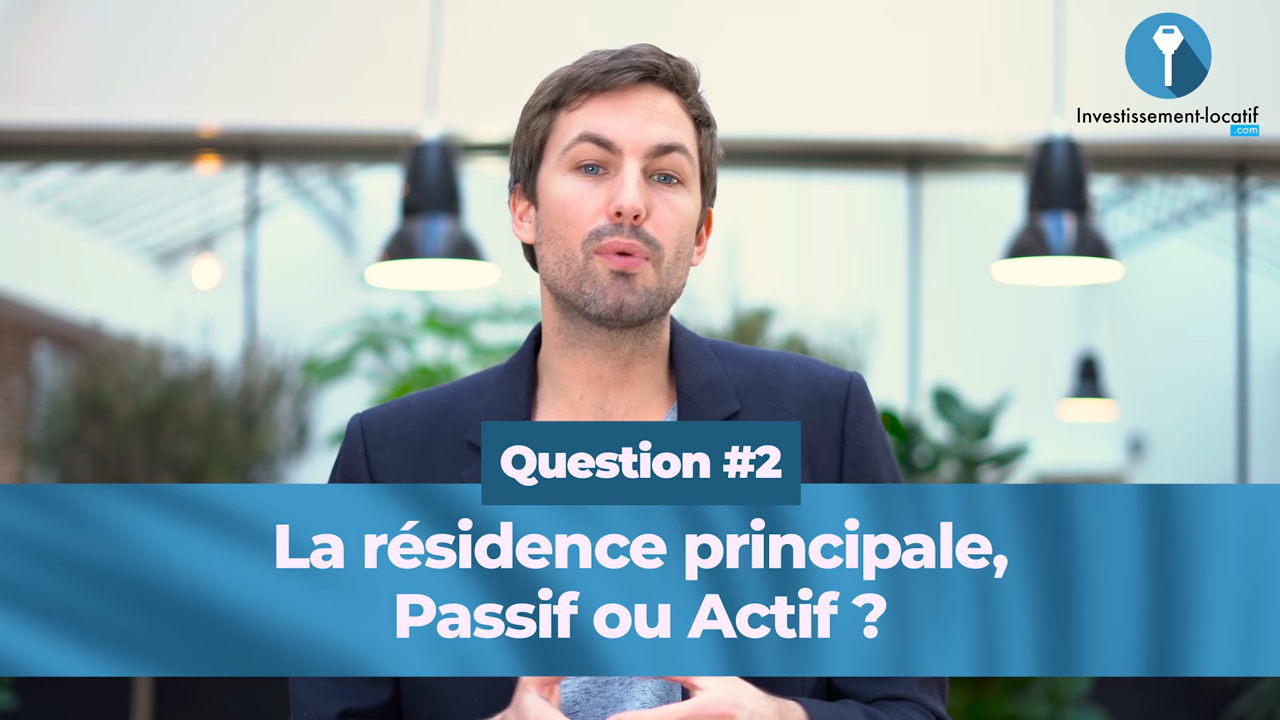 Investissement-locatif
.com
Question #2
La résidence principale,
Passif ou Actif ?